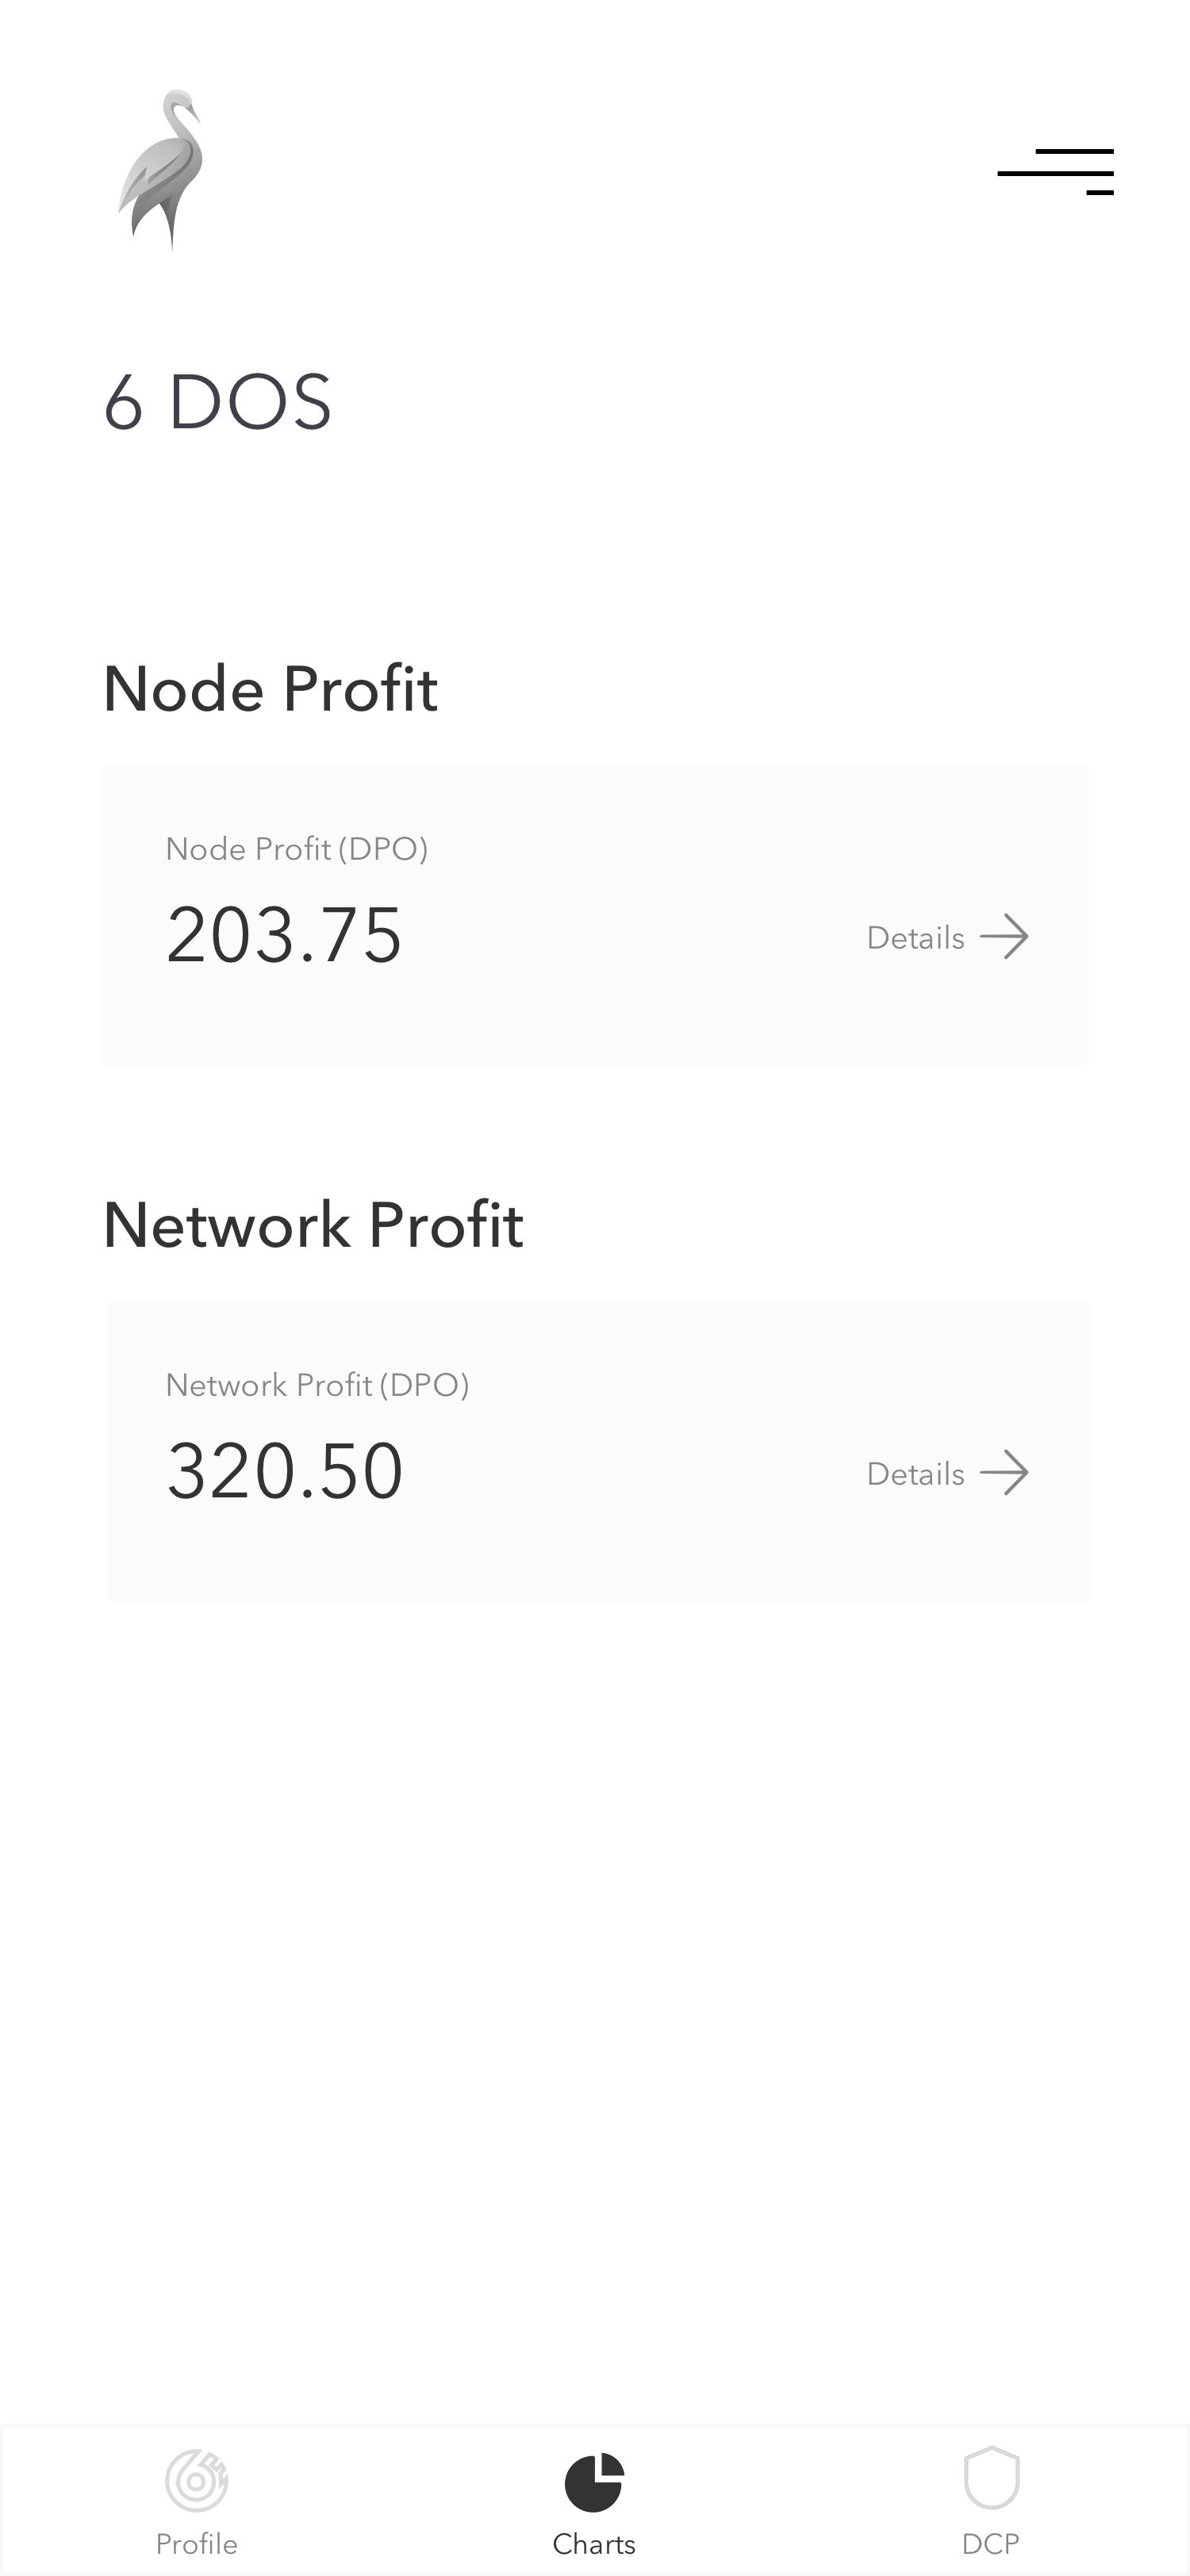 6 DOS
Node Profit
Node Profit (DPO)
203.75
Details
Network Profit
Network Profit (DPO)
320.50
Details
Profile
Charts
DCP